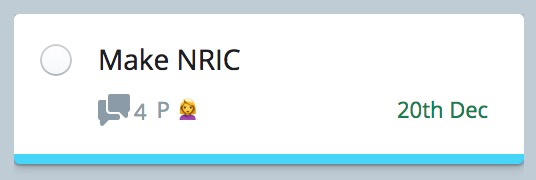 Make NRIC
4 P 🙍‍♀️ 20th Dec